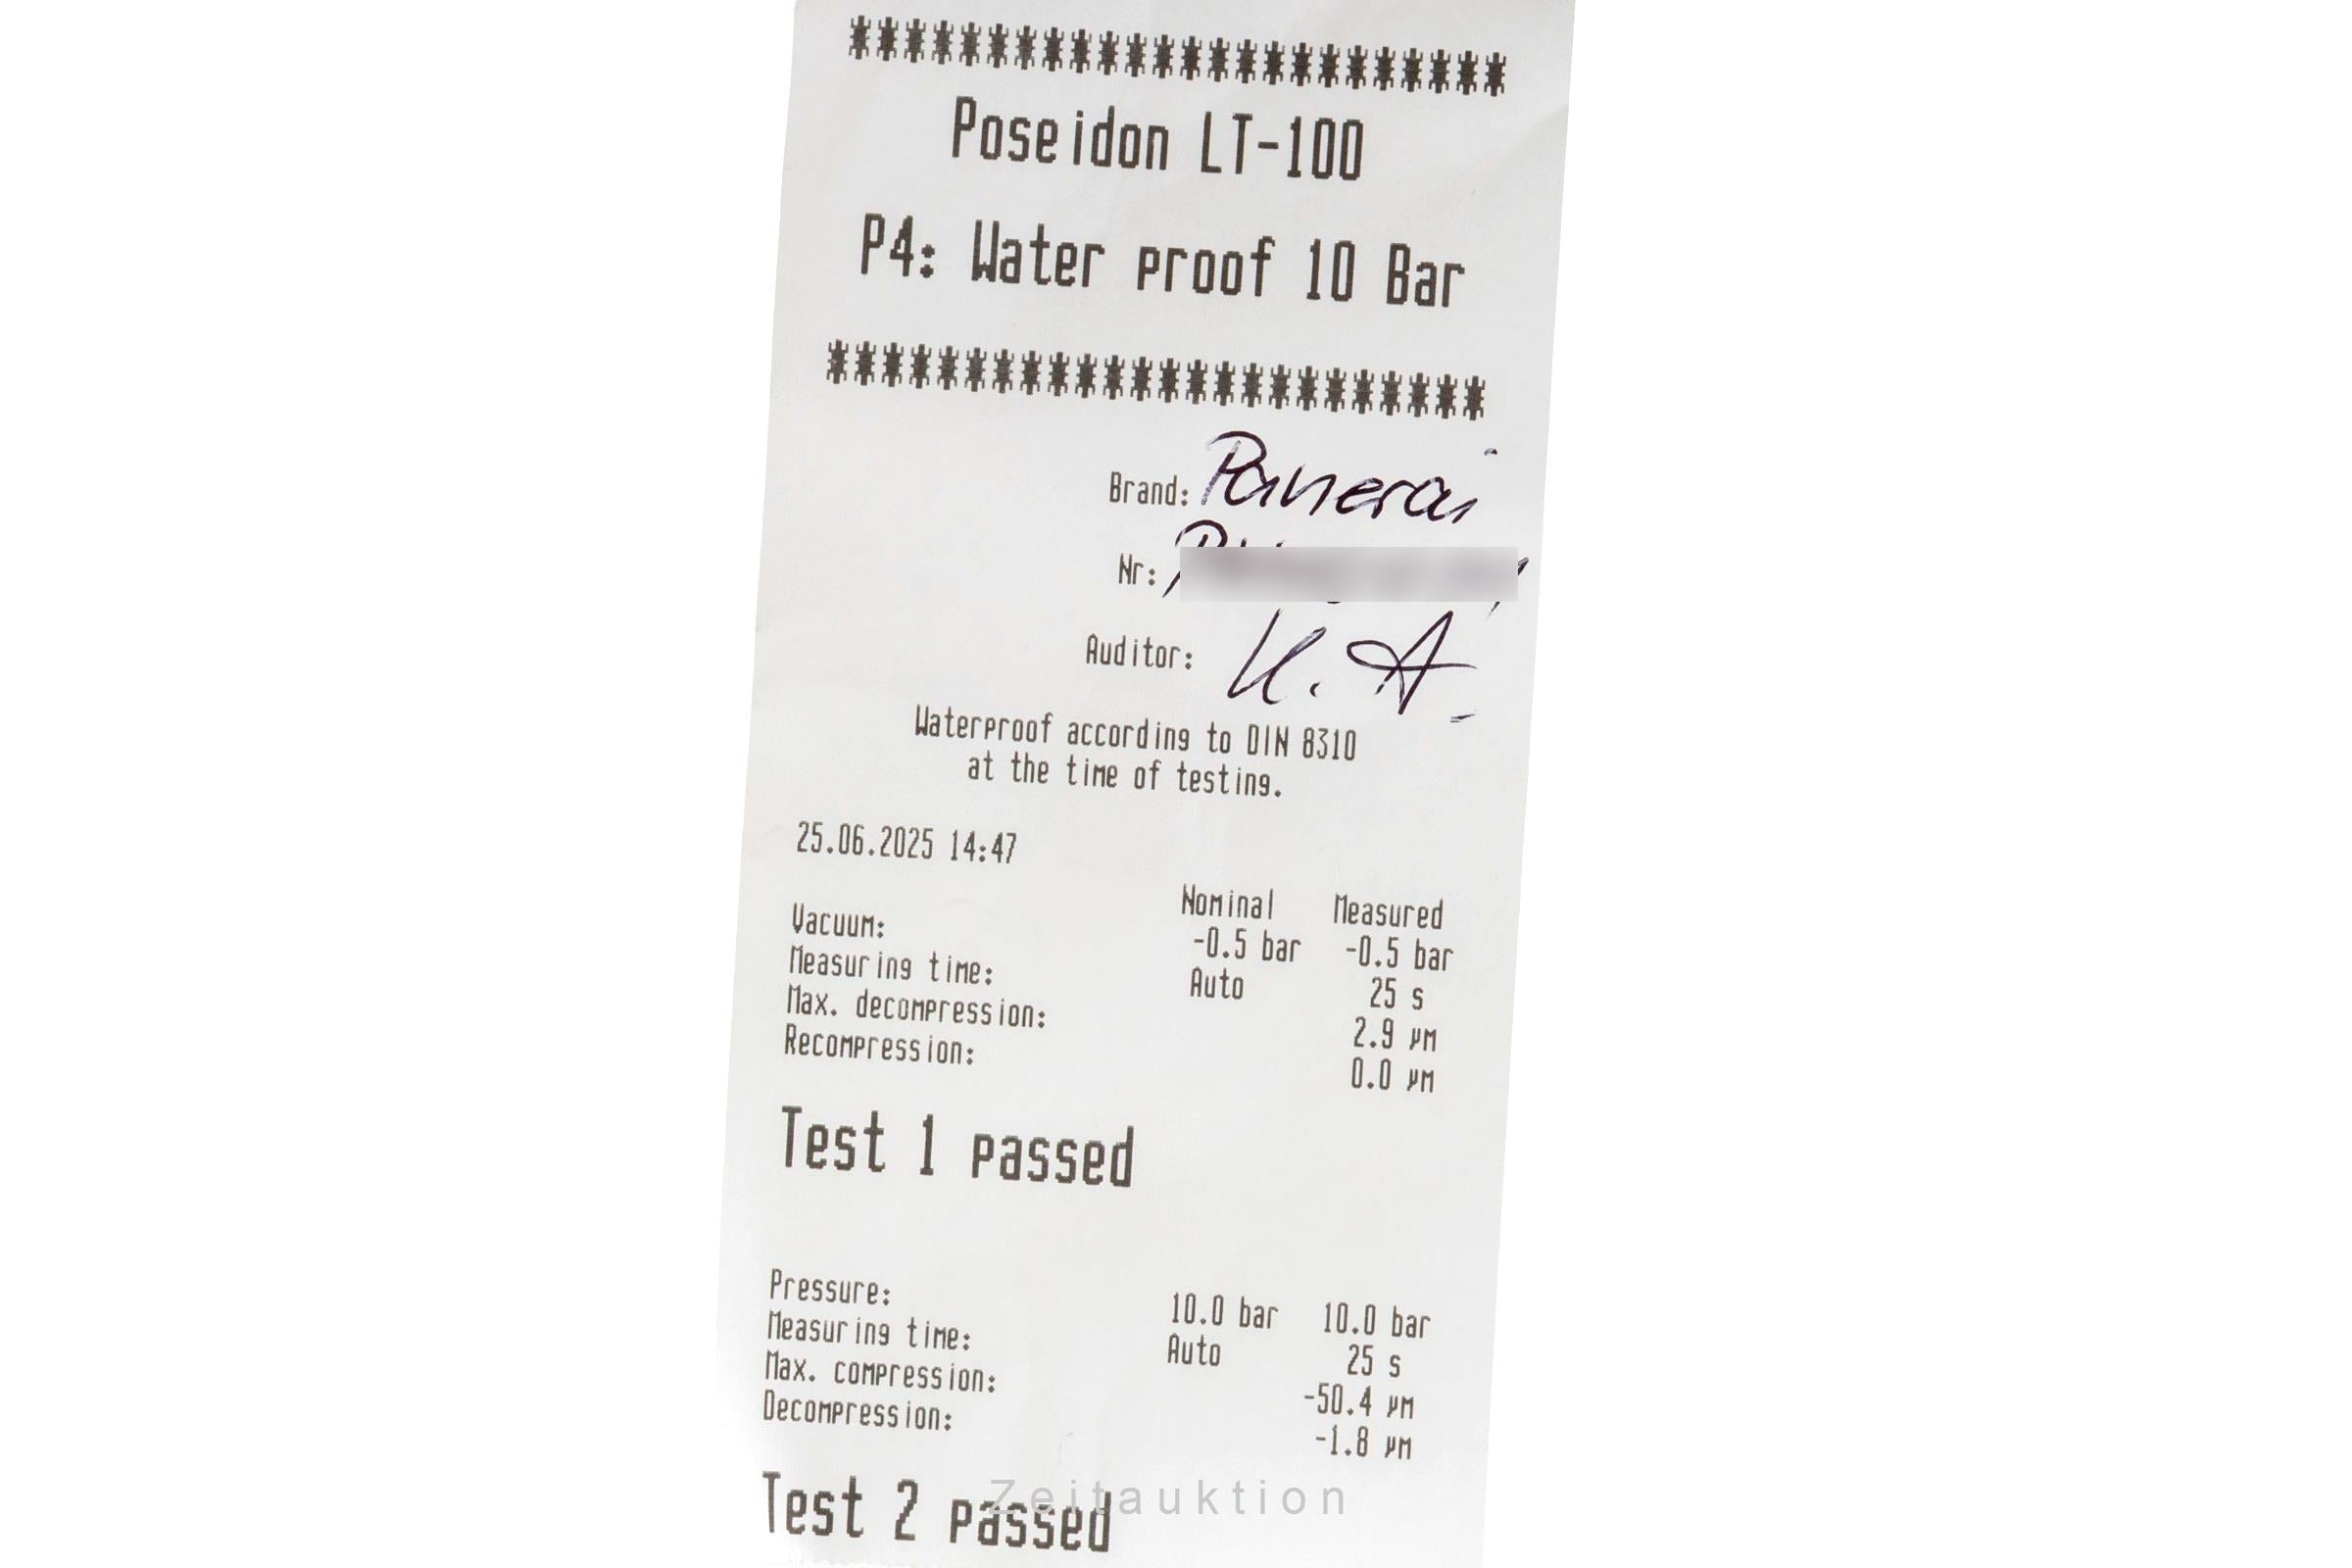 ************************
Poseidon LT-100
P4: Water proof 10 Bar
************************
Brand: Panerai
Nr:
Auditor: K. A.
Waterproof according to DIN 8310
at the time of testing.
25.06.2025 14:47
Nominal Measured
Vacuum: -0.5 bar -0.5 bar
Measuring time: Auto 25 s
Max. decompression: 2.9 µm
Recompression: 0.0 µm
Test 1 passed
Pressure: 10.0 bar 10.0 bar
Measuring time: Auto 25 s
Max. compression: -50.4 µm
Decompression: -1.8 µm
Test 2 passed
Zeitauktion